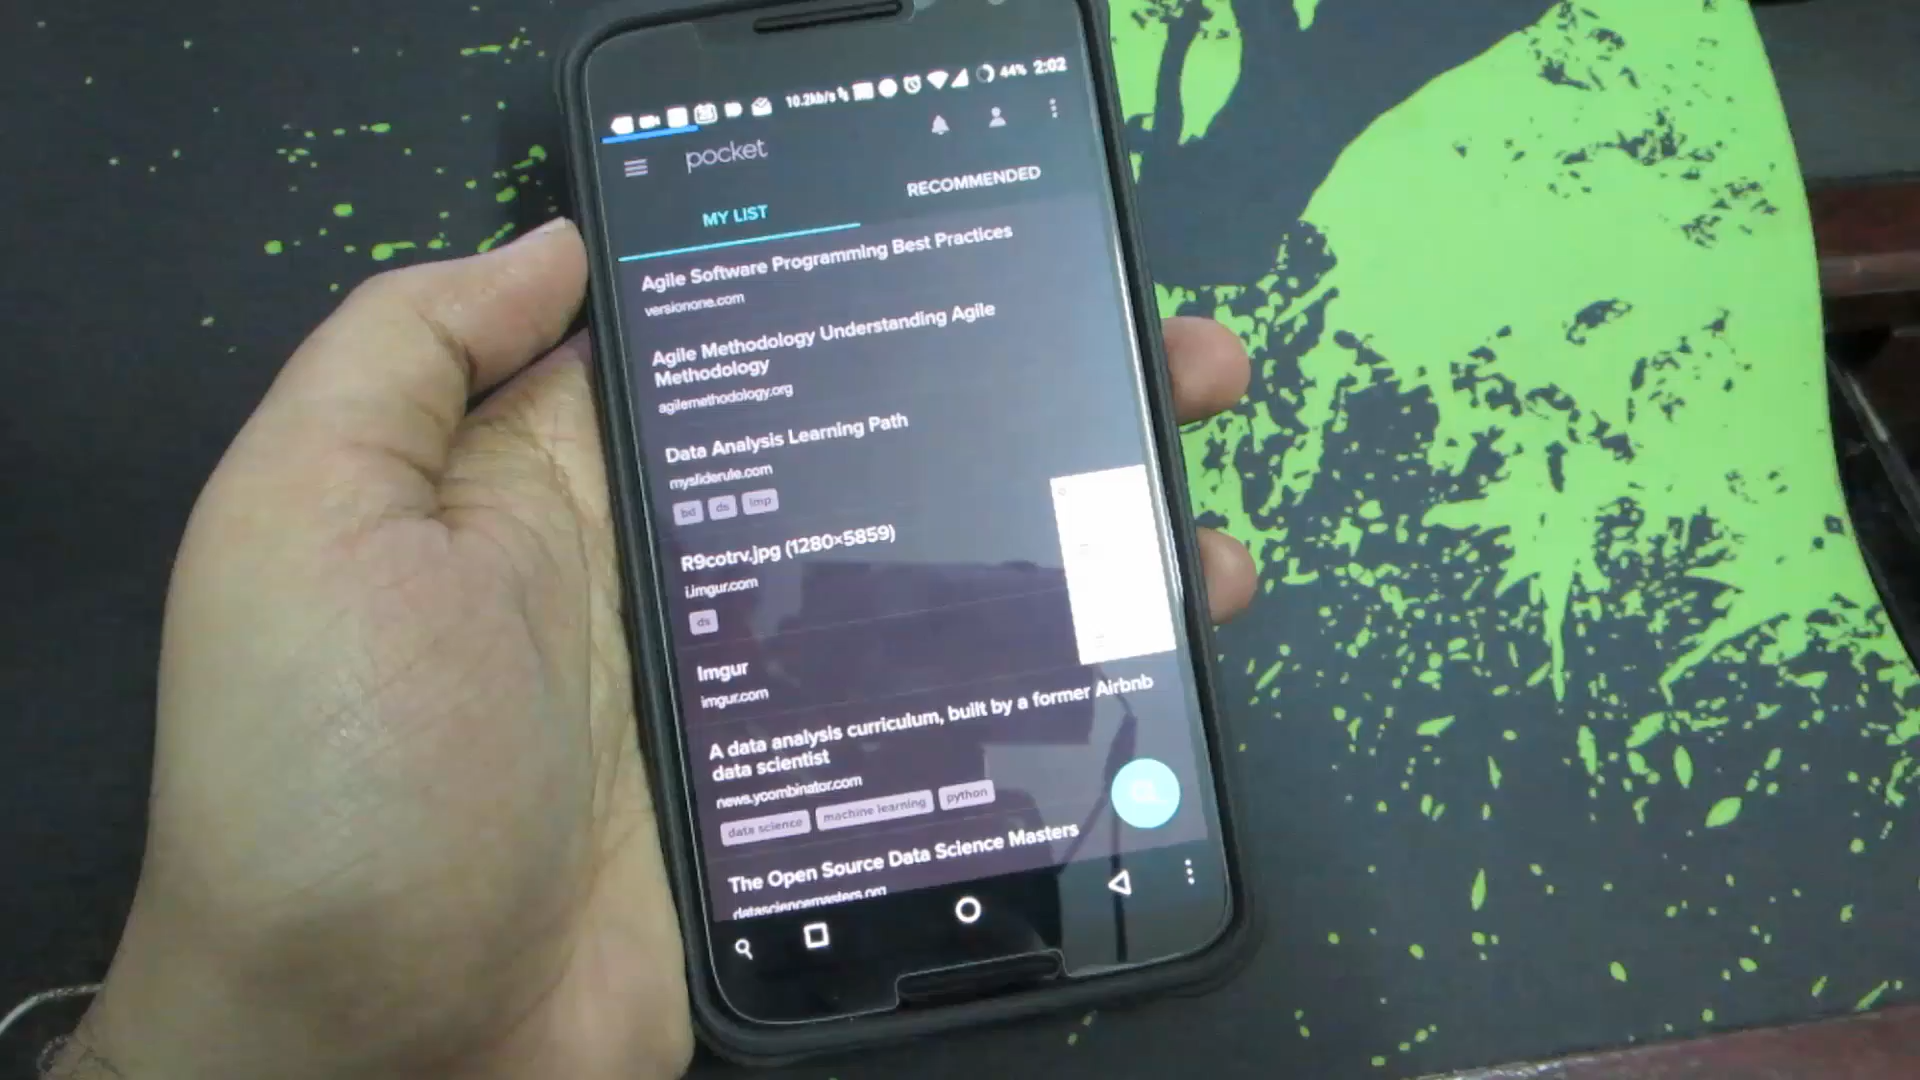 10.2kb/s 44% 2:02
pocket
MY LIST
RECOMMENDED
Agile Software Programming Best Practices
versionone.com
Agile Methodology Understanding Agile
Methodology
agilemethodology.org
Data Analysis Learning Path
mysliderule.com
bd ds imp
R9cotrv.jpg (1280×5859)
i.imgur.com
ds
Imgur
imgur.com
A data analysis curriculum, built by a former Airbnb
data scientist
news.ycombinator.com
data science machine learning python
The Open Source Data Science Masters
datasciencemasters.org